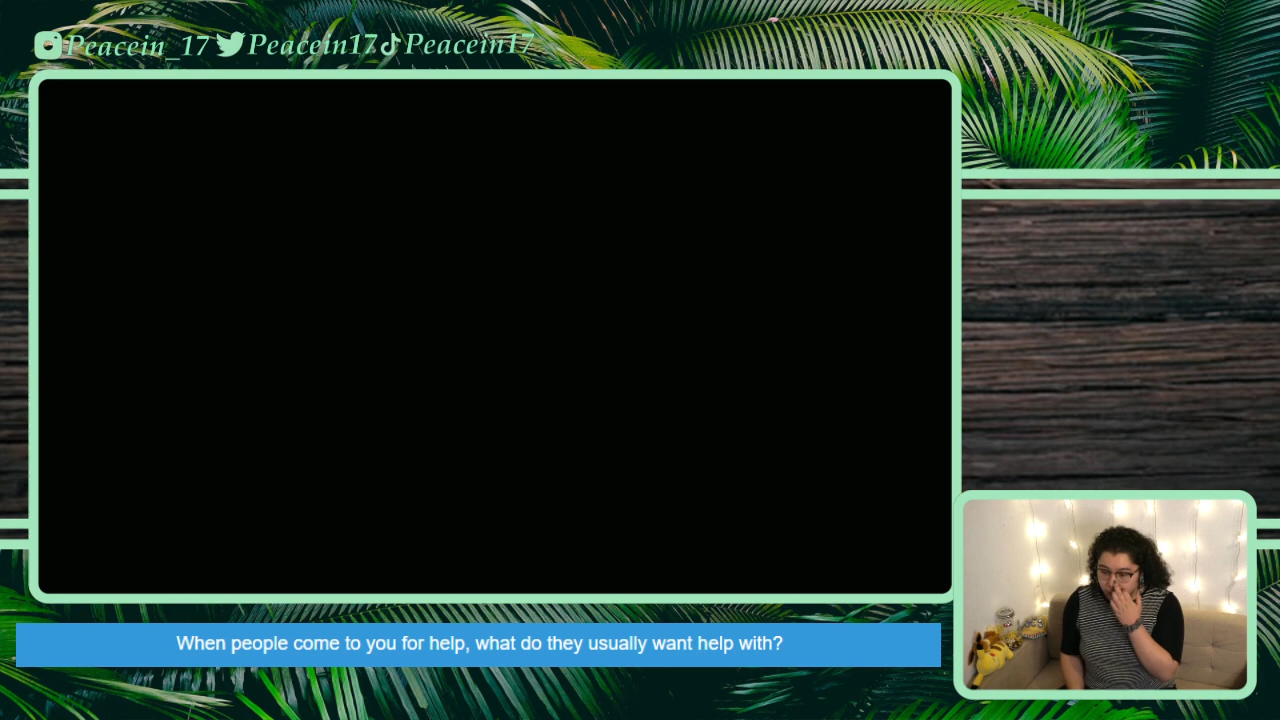 Peacein_17 Peacein17 Peacein17
When people come to you for help, what do they usually want help with?